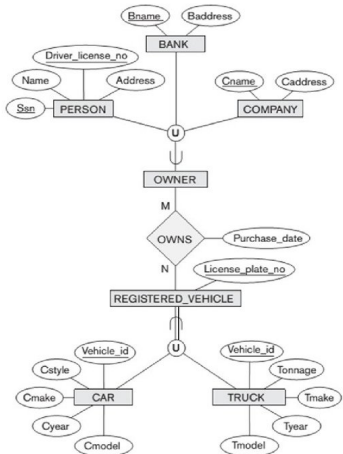 Bname Baddress
BANK
Driver_license_no
Name Address Cname Caddress
Ssn PERSON COMPANY
U
OWNER
M
OWNS Purchase_date
N
License_plate_no
REGISTERED_VEHICLE
U
Vehicle_id Vehicle_id
Cstyle Tonnage
Cmake CAR TRUCK Tmake
Cyear Tyear
Cmodel Tmodel